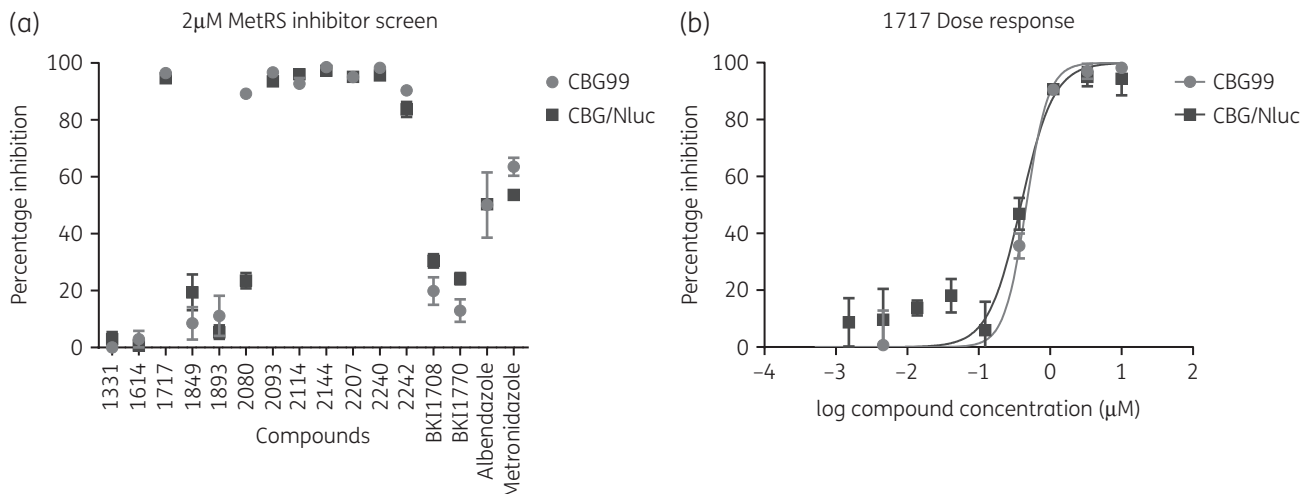 (a)
2μM MetRS inhibitor screen
Percentage inhibition
100
80
60
40
20
0
1331
1614
1717
1849
1893
2080
2093
2114
2144
2207
2240
2242
BKI1708
BKI1770
Albendazole
Metronidazole
Compounds
CBG99
CBG/Nluc
(b)
1717 Dose response
Percentage inhibition
100
80
60
40
20
0
−4
−3
−2
−1
0
1
2
log compound concentration (μM)
CBG99
CBG/Nluc